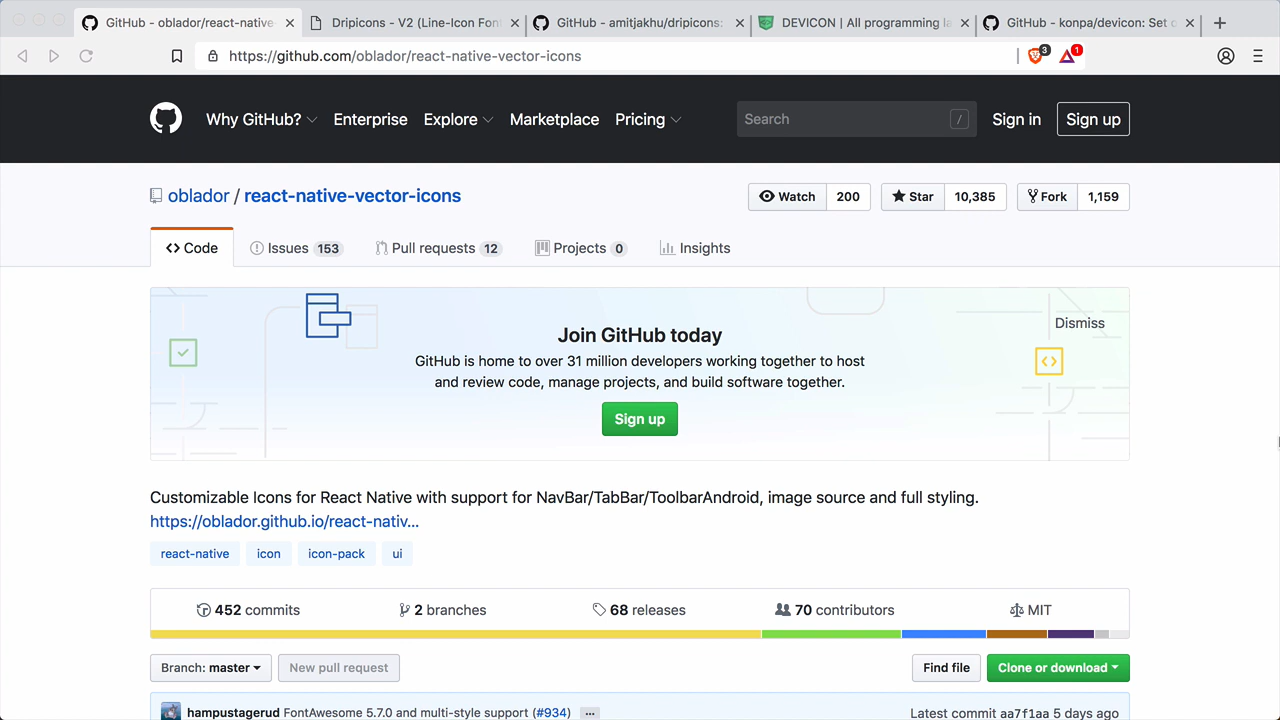 GitHub - oblador/react-native- Dripicons - V2 (Line-Icon Fon GitHub - amitjakhu/dripicons: DEVICON | All programming la GitHub - konpa/devicon: Set o
https://github.com/oblador/react-native-vector-icons 3 1
Why GitHub? Enterprise Explore Marketplace Pricing Search / Sign in Sign up
oblador / react-native-vector-icons Watch 200 Star 10,385 Fork 1,159
Code Issues 153 Pull requests 12 Projects 0 Insights
Dismiss
Join GitHub today
GitHub is home to over 31 million developers working together to host
and review code, manage projects, and build software together.
Sign up
Customizable Icons for React Native with support for NavBar/TabBar/ToolbarAndroid, image source and full styling.
https://oblador.github.io/react-nativ...
react-native icon icon-pack ui
452 commits 2 branches 68 releases 70 contributors MIT
Branch: master New pull request Find file Clone or download
hampustagerud FontAwesome 5.7.0 and multi-style support (#934) ... Latest commit aa7f1aa 5 days ago